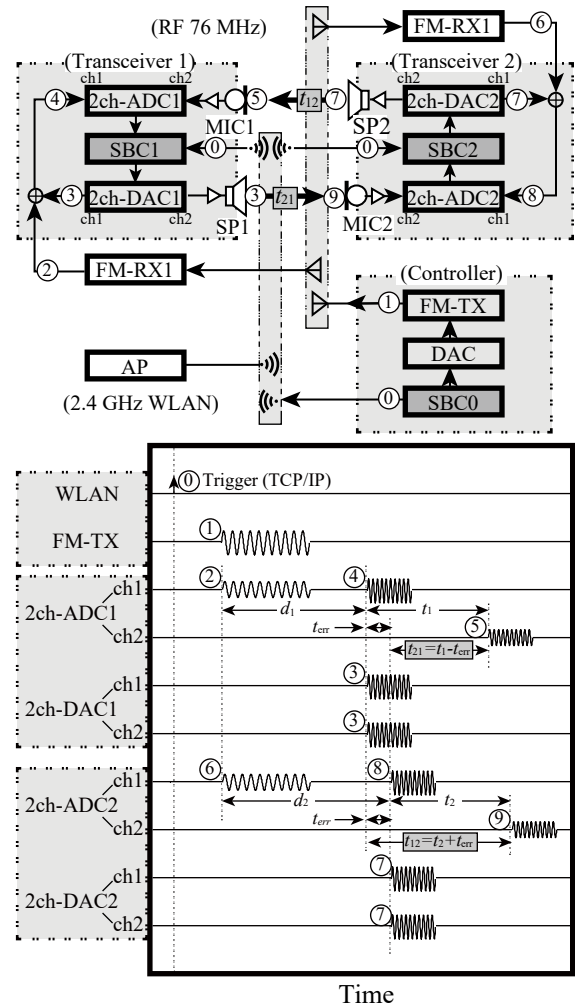 (RF 76 MHz)
FM-RX1
⑥
(Transceiver 1)
(Transceiver 2)
ch1
ch2
ch2
ch1
④
2ch-ADC1
⑤
t12
⑦
2ch-DAC2
⑦
MIC1
SP2
SBC1
⓪
⓪
SBC2
③
2ch-DAC1
③
t21
⑨
2ch-ADC2
⑧
ch1
ch2
SP1
MIC2
ch2
ch1
②
FM-RX1
(Controller)
①
FM-TX
DAC
AP
(2.4 GHz WLAN)
⓪
SBC0
⓪ Trigger (TCP/IP)
WLAN
①
FM-TX
②
④
ch1
2ch-ADC1
d1
t1
ch2
terr
⑤
t21=t1-terr
③
ch1
2ch-DAC1
③
ch2
⑥
⑧
ch1
2ch-ADC2
d2
t2
ch2
terr
⑨
t12=t2+terr
⑦
ch1
2ch-DAC2
⑦
ch2
Time